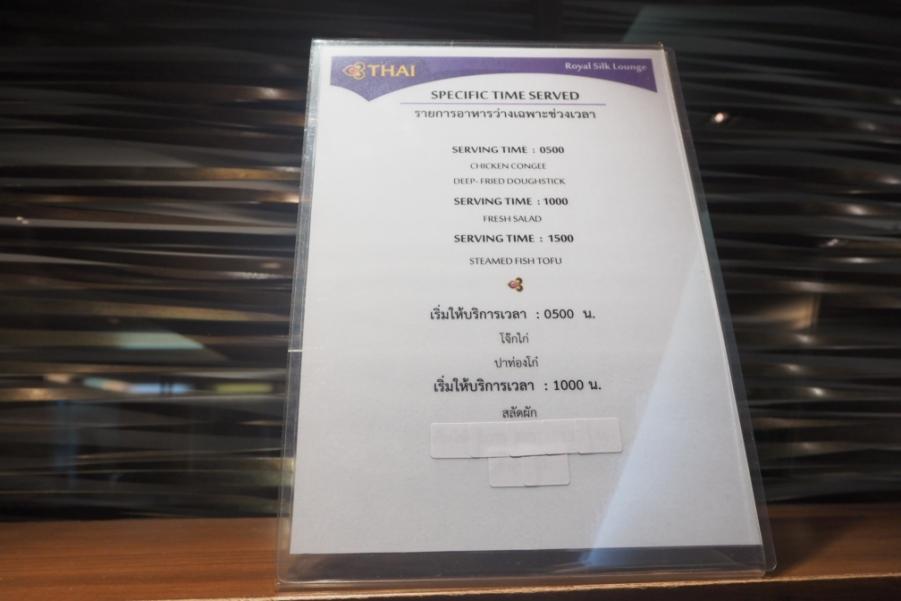 THAI
Royal Silk Lounge
SPECIFIC TIME SERVED
รายการอาหารว่างเฉพาะช่วงเวลา
SERVING TIME : 0500
CHICKEN CONGEE
DEEP- FRIED DOUGHSTICK
SERVING TIME : 1000
FRESH SALAD
SERVING TIME : 1500
STEAMED FISH TOFU
เริ่มให้บริการเวลา : 0500 น.
โจ๊กไก่
ปาท่องโก๋
เริ่มให้บริการเวลา : 1000 น.
สลัดผัก